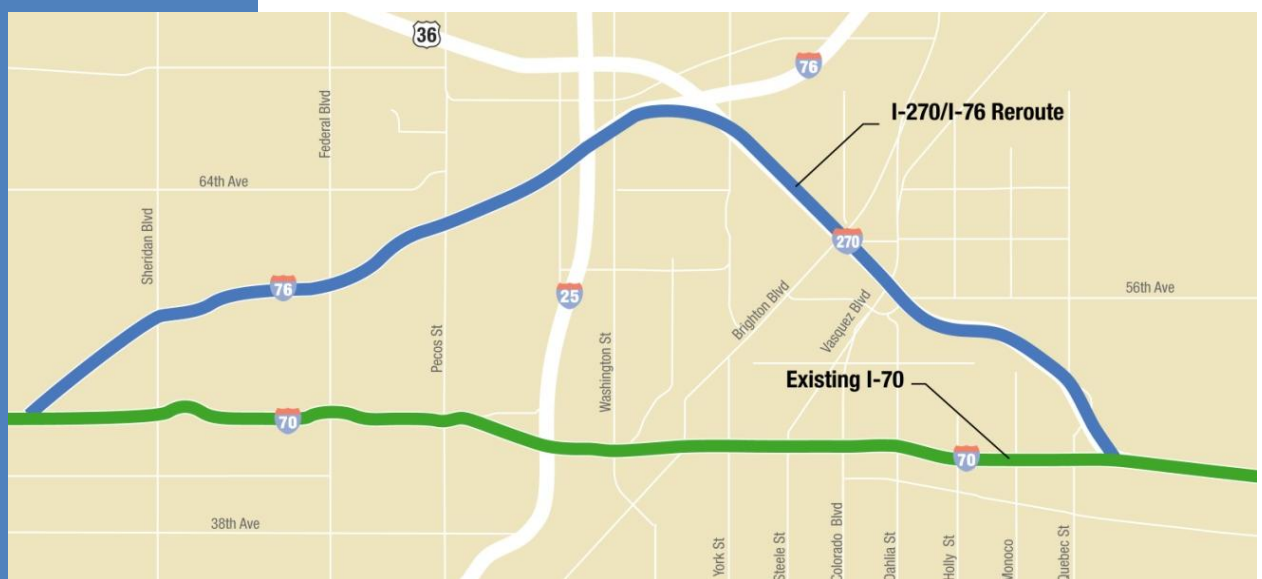 36
76
I-270/I-76 Reroute
Federal Blvd
64th Ave
Sheridan Blvd
270
76
25
56th Ave
Brighton Blvd
Vasquez Blvd
Pecos St
Washington St
Existing I-70
70
70
38th Ave
York St
Steele St
Colorado Blvd
Dahlia St
Holly St
Monoco
Quebec St